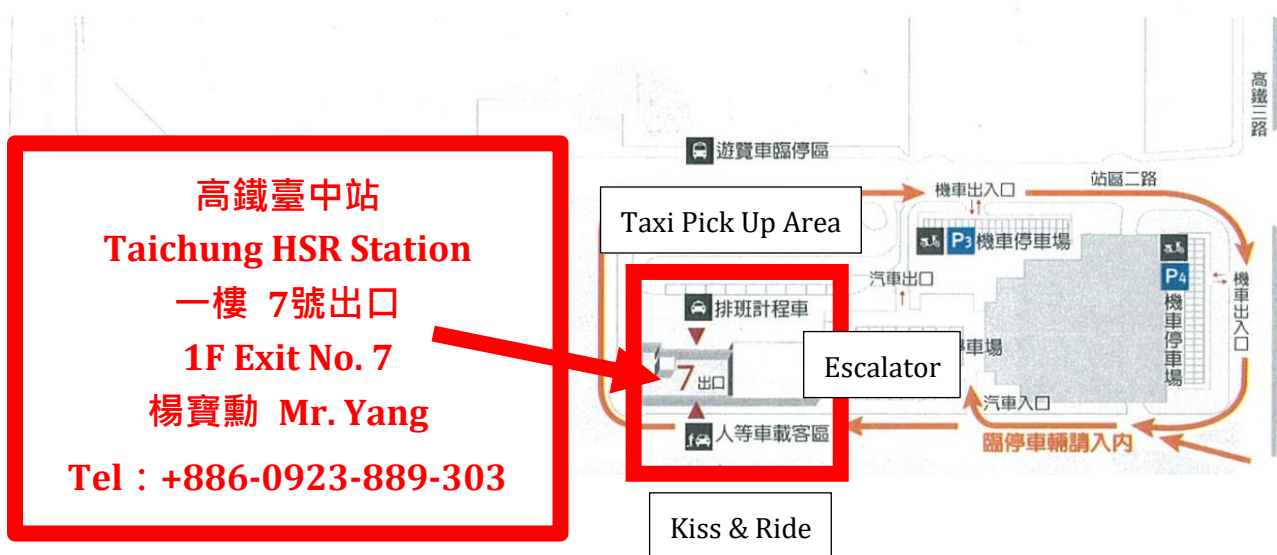 高鐵臺中站
Taichung HSR Station
一樓 7號出口
1F Exit No. 7
楊寶勳 Mr. Yang
Tel：+886-0923-889-303
遊覽車臨停區
Taxi Pick Up Area
排班計程車
7出口
人等車載客區
Kiss & Ride
Escalator
機車出入口
站區二路
高鐵三路
P3機車停車場
汽車出口
車場
汽車入口
臨停車輛請入內
P4
機車停車場
機車出入口